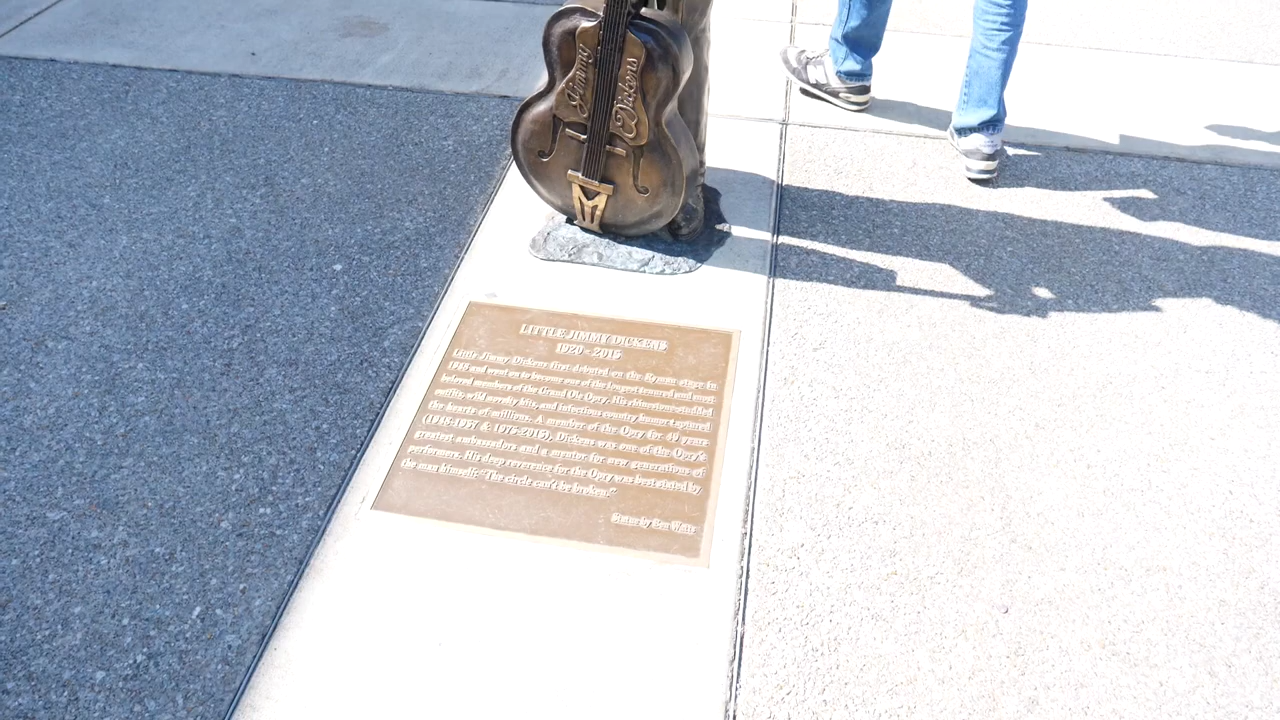 Jimmy Dickens
LITTLE JIMMY DICKENS
1920 - 2015
Little Jimmy Dickens first debuted on the Ryman stage in
1948 and went on to become one of the longest tenured and most
beloved members of the Grand Ole Opry. His rhinestone-studded
outfits, wild novelty hits, and infectious country humor captured
the hearts of millions. A member of the Opry for 49 years
(1948-1957 & 1975-2015), Dickens was one of the Opry's
greatest ambassadors and a mentor for new generations of
performers. His deep reverence for the Opry was best stated by
the man himself: "The circle can't be broken!"
Statue by Ben Watts